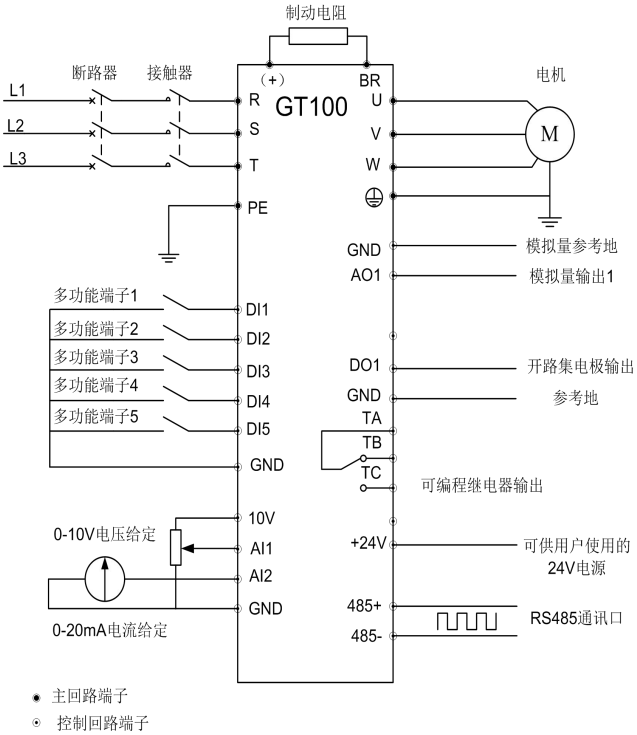 制动电阻
断路器 接触器
(+) BR
电机
L1 R GT100 U
L2 S V M
L3 T W
PE
GND 模拟量参考地
AO1 模拟量输出1
多功能端子1 DI1
多功能端子2 DI2
多功能端子3 DI3 DO1 开路集电极输出
多功能端子4 DI4 GND 参考地
TA
多功能端子5 DI5 TB
GND TC 可编程继电器输出
10V
0-10V电压给定 AI1 +24V 可供用户使用的
24V电源
AI2
GND 485+ RS485通讯口
0-20mA电流给定 485-
主回路端子
控制回路端子